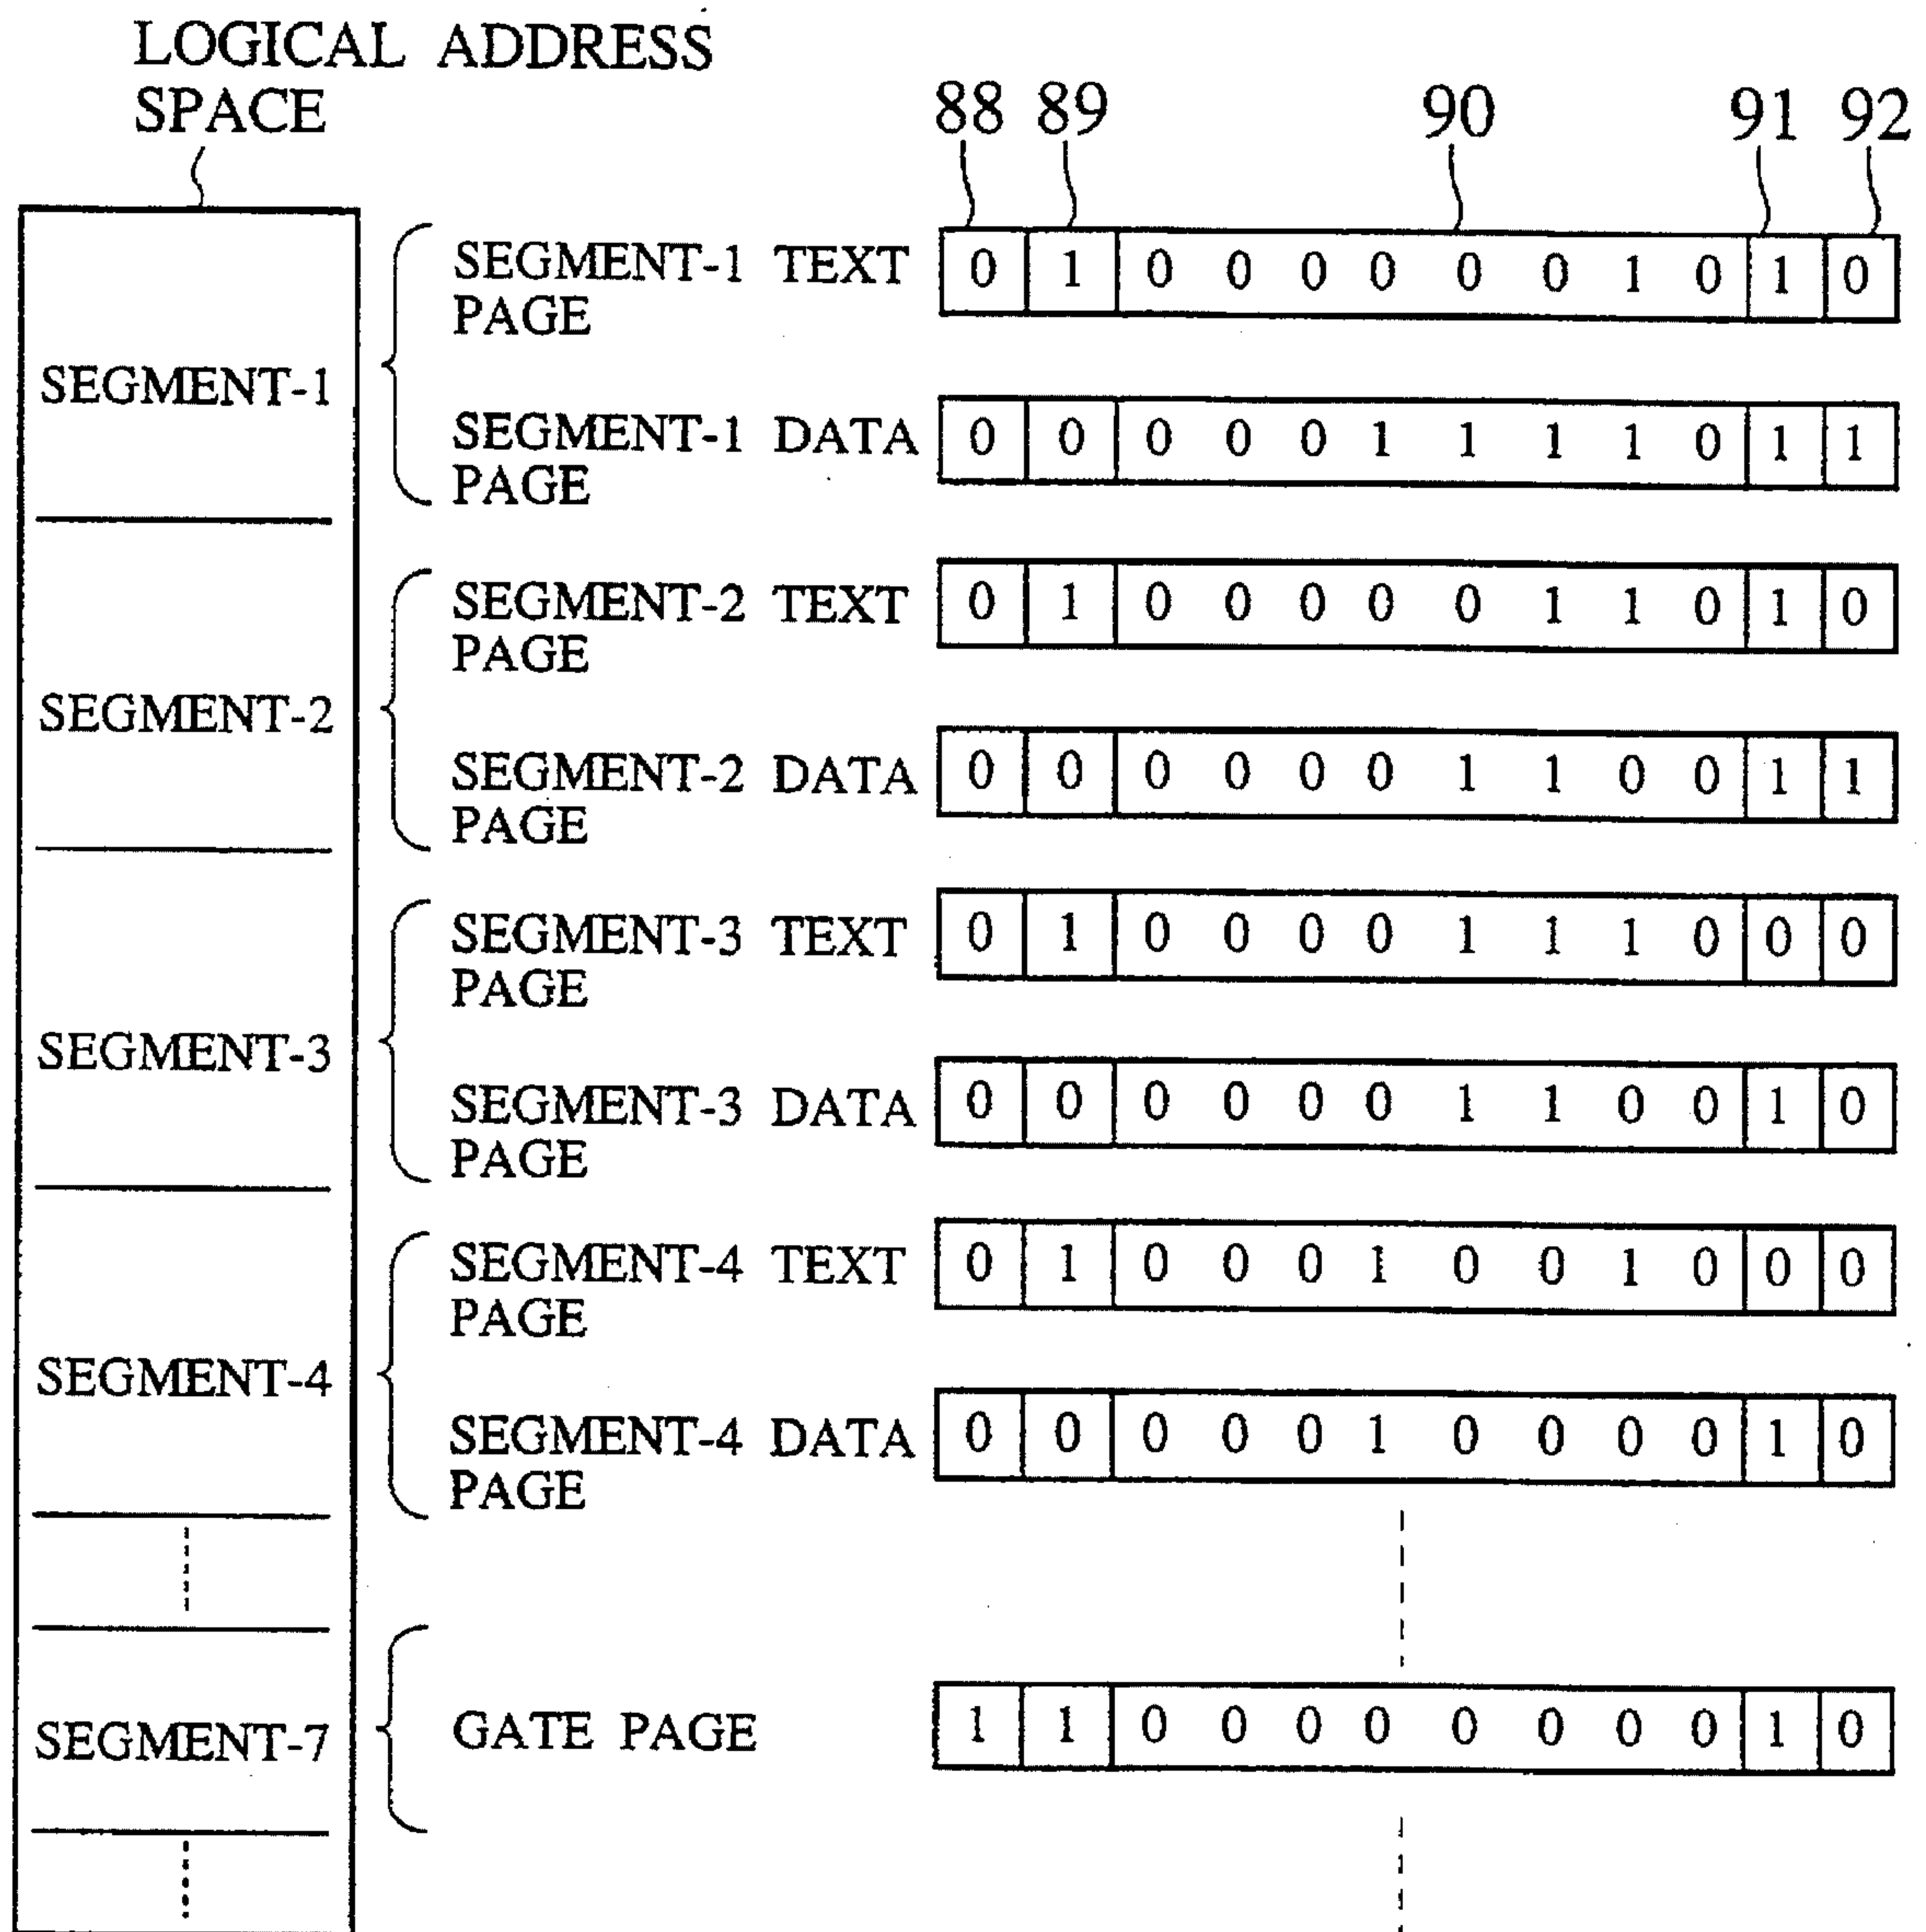 LOGICAL ADDRESS
SPACE
88 89 90 91 92
SEGMENT-1
SEGMENT-1 TEXT 0 1 0 0 0 0 0 0 1 0 1 0
PAGE
SEGMENT-1 DATA 0 0 0 0 0 1 1 1 1 0 1 1
PAGE
SEGMENT-2
SEGMENT-2 TEXT 0 1 0 0 0 0 0 1 1 0 1 0
PAGE
SEGMENT-2 DATA 0 0 0 0 0 0 1 1 0 0 1 1
PAGE
SEGMENT-3
SEGMENT-3 TEXT 0 1 0 0 0 0 1 1 1 0 0 0
PAGE
SEGMENT-3 DATA 0 0 0 0 0 0 1 1 0 0 1 0
PAGE
SEGMENT-4
SEGMENT-4 TEXT 0 1 0 0 0 1 0 0 1 0 0 0
PAGE
SEGMENT-4 DATA 0 0 0 0 0 1 0 0 0 0 1 0
PAGE
SEGMENT-7
GATE PAGE 1 1 0 0 0 0 0 0 0 0 1 0